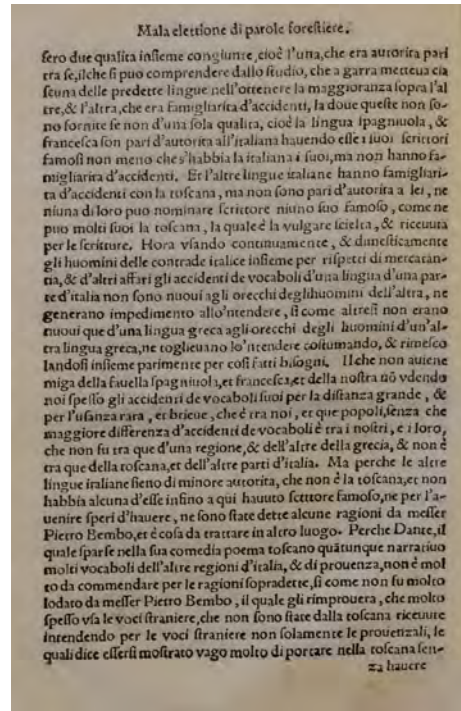 Mala elettione di parole forestiere.
ſero due qualita inſieme congiunte, cioè l'una, che era autorita pari
tra ſe, ilche ſi puo comprendere dallo ſtudio, che a garra metteua cia
ſcuna delle predette lingue nell'ottenere la maggioranza ſopra l'al
tre, & l'altra, che era famigliarita d'accidenti, la doue queſte non ſo-
no fornite ſe non d'una ſola qualita, cioè la lingua ſpagniuola, &
franceſca ſon pari d'autorita all'italiana hauendo eſſe i ſuoi ſcrittori
famoſi non meno che s'habbia la italiana i ſuoi, ma non hanno fa-
migliarita d'accidenti. Et l'altre lingue italiane hanno famigliari-
ta d'accidenti con la toſcana, ma non ſono pari d'autorita a lei, ne
niuna di loro puo nominare ſcrittore niuno ſuo famoſo, come ne
puo molti ſuoi la toſcana, la quale è la vulgare ſcielta, & riceuuta
per le ſcritture. Hora vſando continuamente, & dimeſticamente
gli huomini delle contrade italice inſieme per riſpetti di mercatan-
tia, & d'altri affari gli accidenti de vocaboli d'una lingua d'una par-
te d'italia non ſono nuoui agli orecchi deglihuomini dell'altra, ne
generano impedimento allo'ntendere, ſi come altreſi non erano
nuoui que d'una lingua greca agli orecchi degli huomini d'un'al-
tra lingua greca, ne toglieuano lo'ntendere coſtumando, & rimeſco
landoſi inſieme parimente per coſi fatti biſogni. Il che non auiene
miga della fauella ſpagniuola, et franceſca, et della noſtra nō vdendo
noi ſpeſſo gli accidenti de vocaboli ſuoi per la diſtanza grande, &
per l'uſanza rara, et brieue, che è tra noi, et que popoli, ſenza che
maggiore differenza d'accidenti de vocaboli è tra i noſtri, e i loro,
che non fu tra que d'una regione, & dell'altre della grecia, & non è
tra que della toſcana, et dell'altre parti d'italia. Ma perche le altre
lingue italiane ſieno di minore autorita, che non è la toſcana, et non
habbia alcuna d'eſſe infino a qui hauuto ſcrittore famoſo, ne per l'a-
uenire ſperi d'hauere, ne ſono ſtate dette alcune ragioni da meſſer
Pietro Bembo, et è coſa da trattare in altro luogo. Perche Dante, il
quale ſparſe nella ſua comedia poema toſcano quātunque narratiuo
molti vocaboli dell'altre regioni d'italia, & di prouenza, non è mol
to da commendare per le ragioni ſopradette, ſi come non fu molto
lodato da meſſer Pietro Bembo, il quale gli rimprouera, che molto
ſpeſſo vſa le voci ſtraniere, che non ſono ſtate dalla toſcana riceuute
intendendo per le voci ſtraniere non ſolamente le prouenzali, le
quali dice eſſerſi moſtrato vago molto di portare nella toſcana ſen-
za hauere